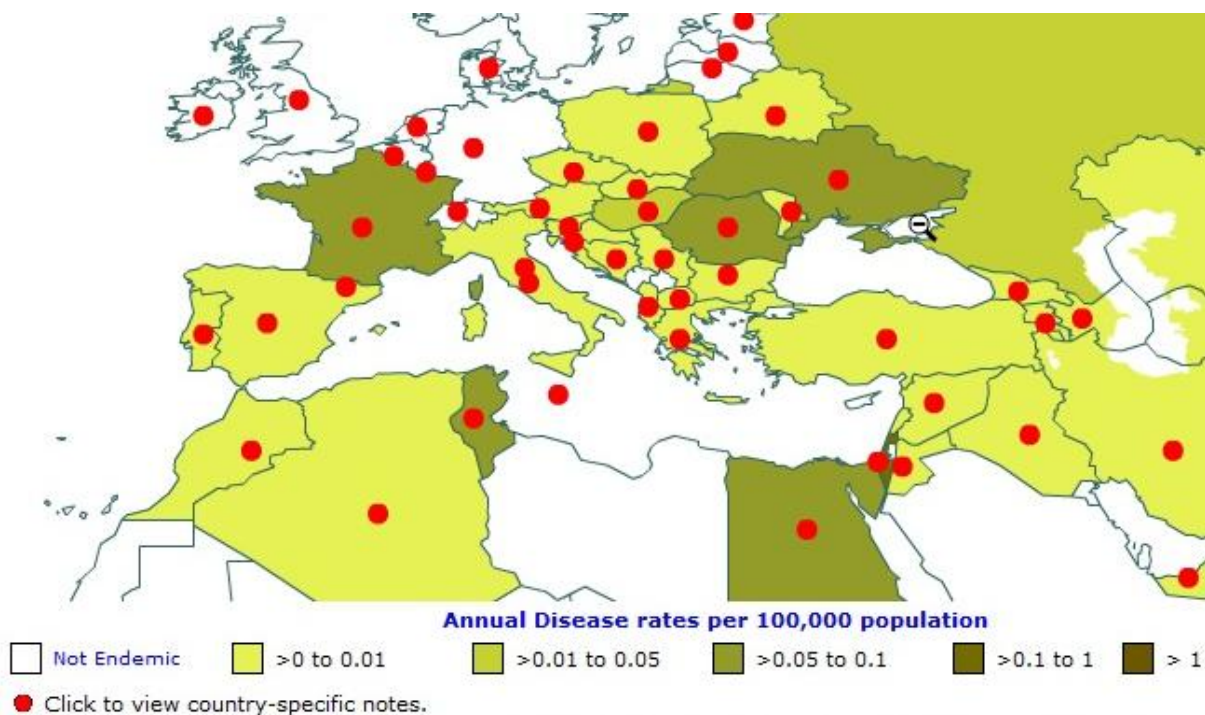 Annual Disease rates per 100,000 population
Not Endemic >0 to 0.01 >0.01 to 0.05 >0.05 to 0.1 >0.1 to 1 > 1
Click to view country-specific notes.